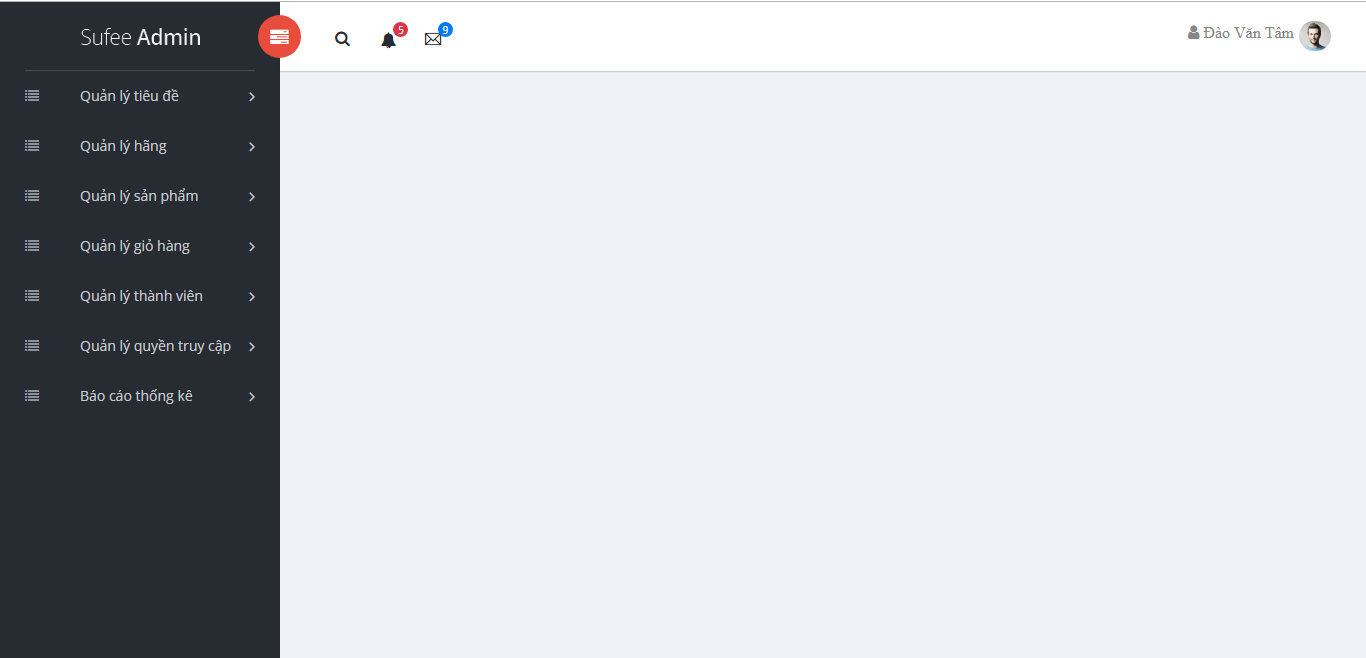 Sufee Admin
5
9
Đào Văn Tâm
Quản lý tiêu đề
Quản lý hãng
Quản lý sản phẩm
Quản lý giỏ hàng
Quản lý thành viên
Quản lý quyền truy cập
Báo cáo thống kê